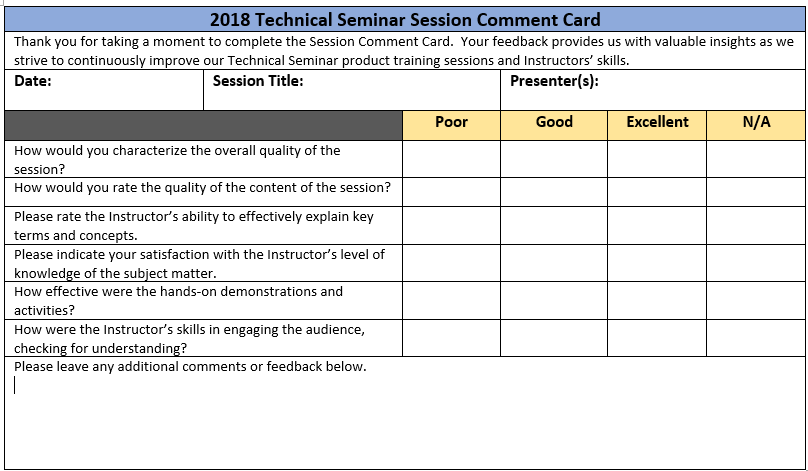 2018 Technical Seminar Session Comment Card
Thank you for taking a moment to complete the Session Comment Card.  Your feedback provides us with valuable insights as we
strive to continuously improve our Technical Seminar product training sessions and Instructors’ skills.
Date: Session Title: Presenter(s):
Poor Good Excellent N/A
How would you characterize the overall quality of the
session?
How would you rate the quality of the content of the session?
Please rate the Instructor’s ability to effectively explain key
terms and concepts.
Please indicate your satisfaction with the Instructor’s level of
knowledge of the subject matter.
How effective were the hands-on demonstrations and
activities?
How were the Instructor’s skills in engaging the audience,
checking for understanding?
Please leave any additional comments or feedback below.